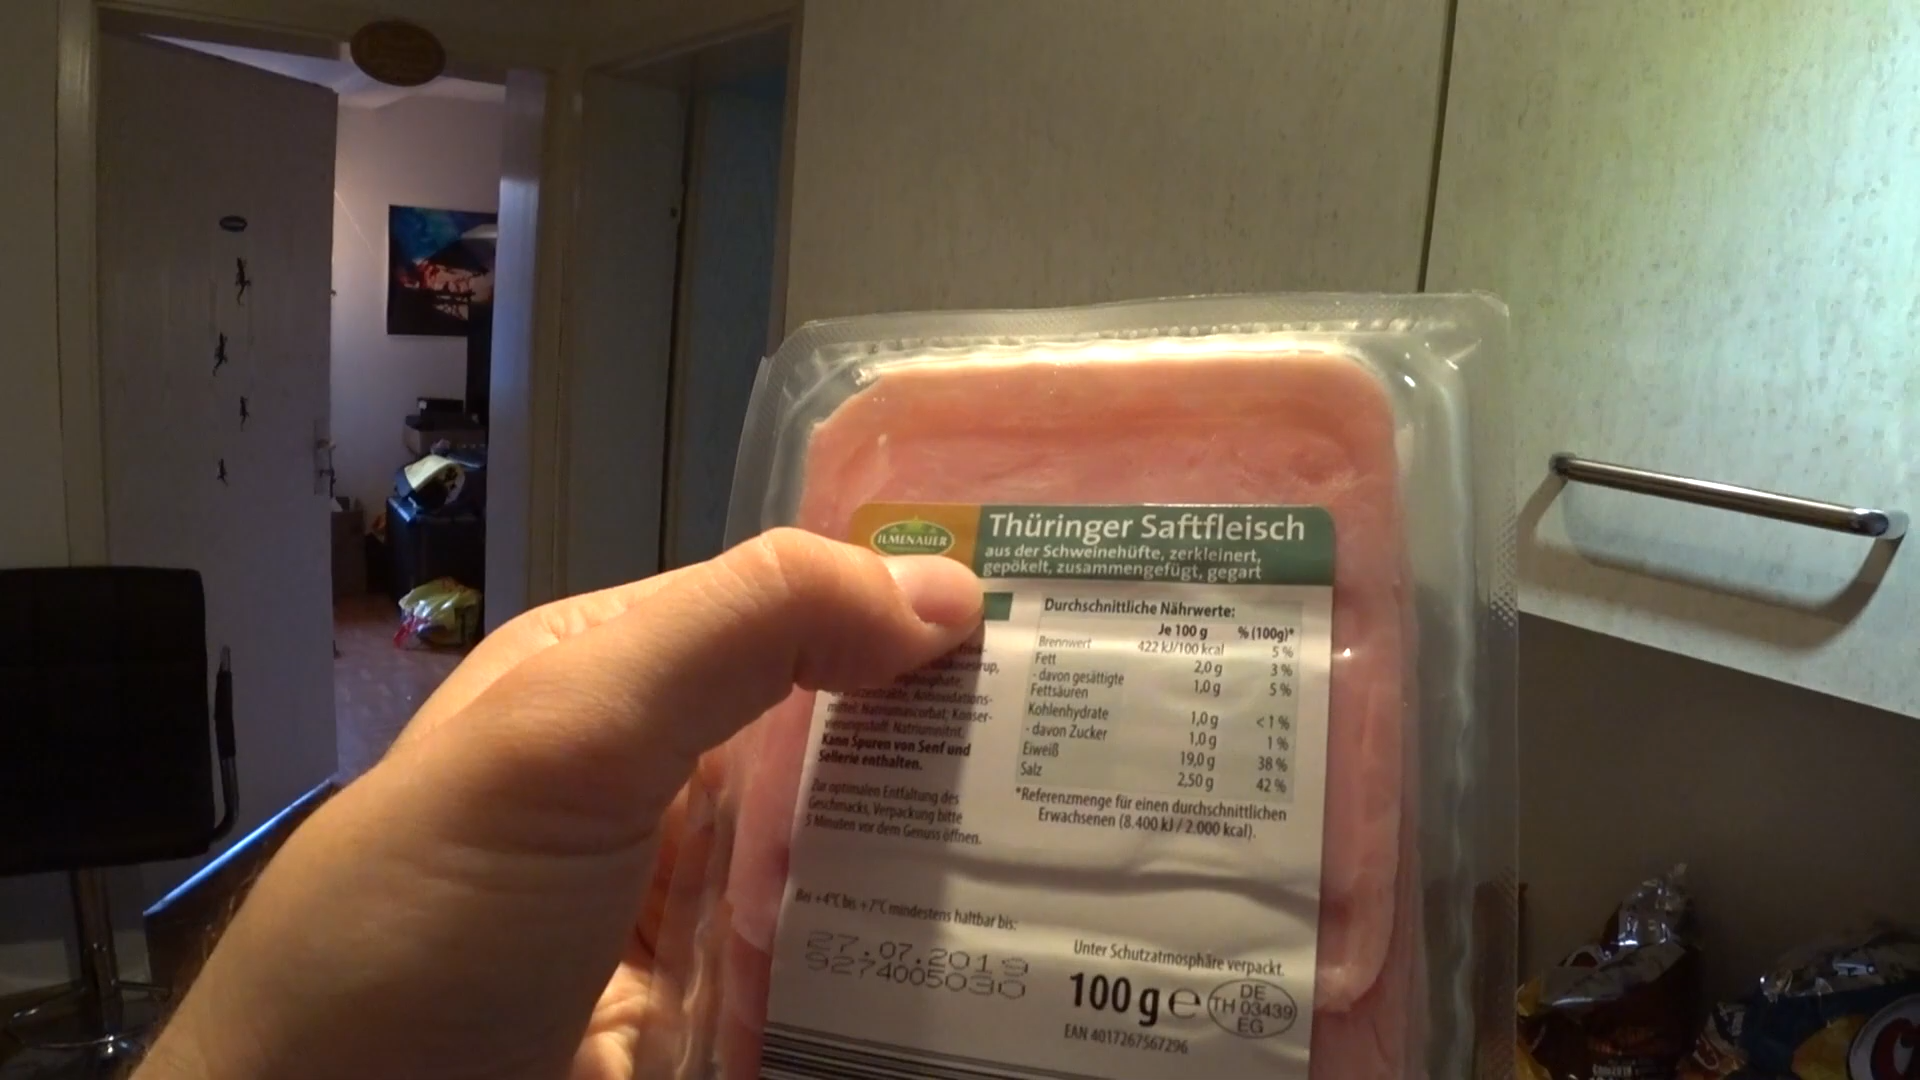 ILMENAUER
Thüringer Saftfleisch
aus der Schweinehüfte, zerkleinert,
gepökelt, zusammengefügt, gegart
mittel: Natriumascorbat; Konser-
vierungsstoff: Natriumnitrit.
Kann Spuren von Senf und
Sellerie enthalten.
Zur optimalen Entfaltung des
Geschmacks, Verpackung bitte
5 Minuten vor dem Genuss öffnen.
Durchschnittliche Nährwerte:
Je 100 g % (100g)*
Brennwert 422 kJ/100 kcal 5 %
Fett 2,0 g 3 %
- davon gesättigte
Fettsäuren 1,0 g 5 %
Kohlenhydrate 1,0 g <1 %
- davon Zucker 1,0 g 1 %
Eiweiß 19,0 g 38 %
Salz 2,50 g 42 %
*Referenzmenge für einen durchschnittlichen
Erwachsenen (8.400 kJ / 2.000 kcal).
Bei +4°C bis +7°C mindestens haltbar bis:
27.07.2019
9274005030
Unter Schutzatmosphäre verpackt.
100 g e
DE
TH 03439
EG
EAN 4017267567296